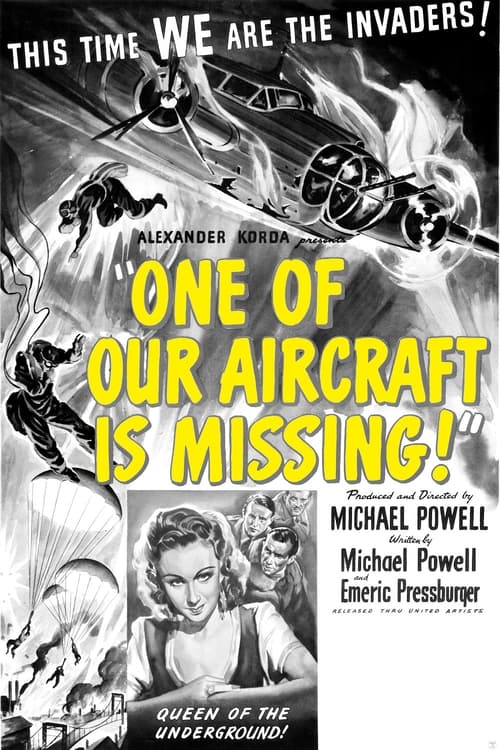 THIS TIME WE ARE THE INVADERS!
ALEXANDER KORDA presents
"ONE OF
OUR AIRCRAFT
IS MISSING!"
Produced and Directed by
MICHAEL POWELL
Written by
Michael Powell
and
Emeric Pressburger
RELEASED THRU UNITED ARTISTS
QUEEN OF THE
UNDERGROUND!